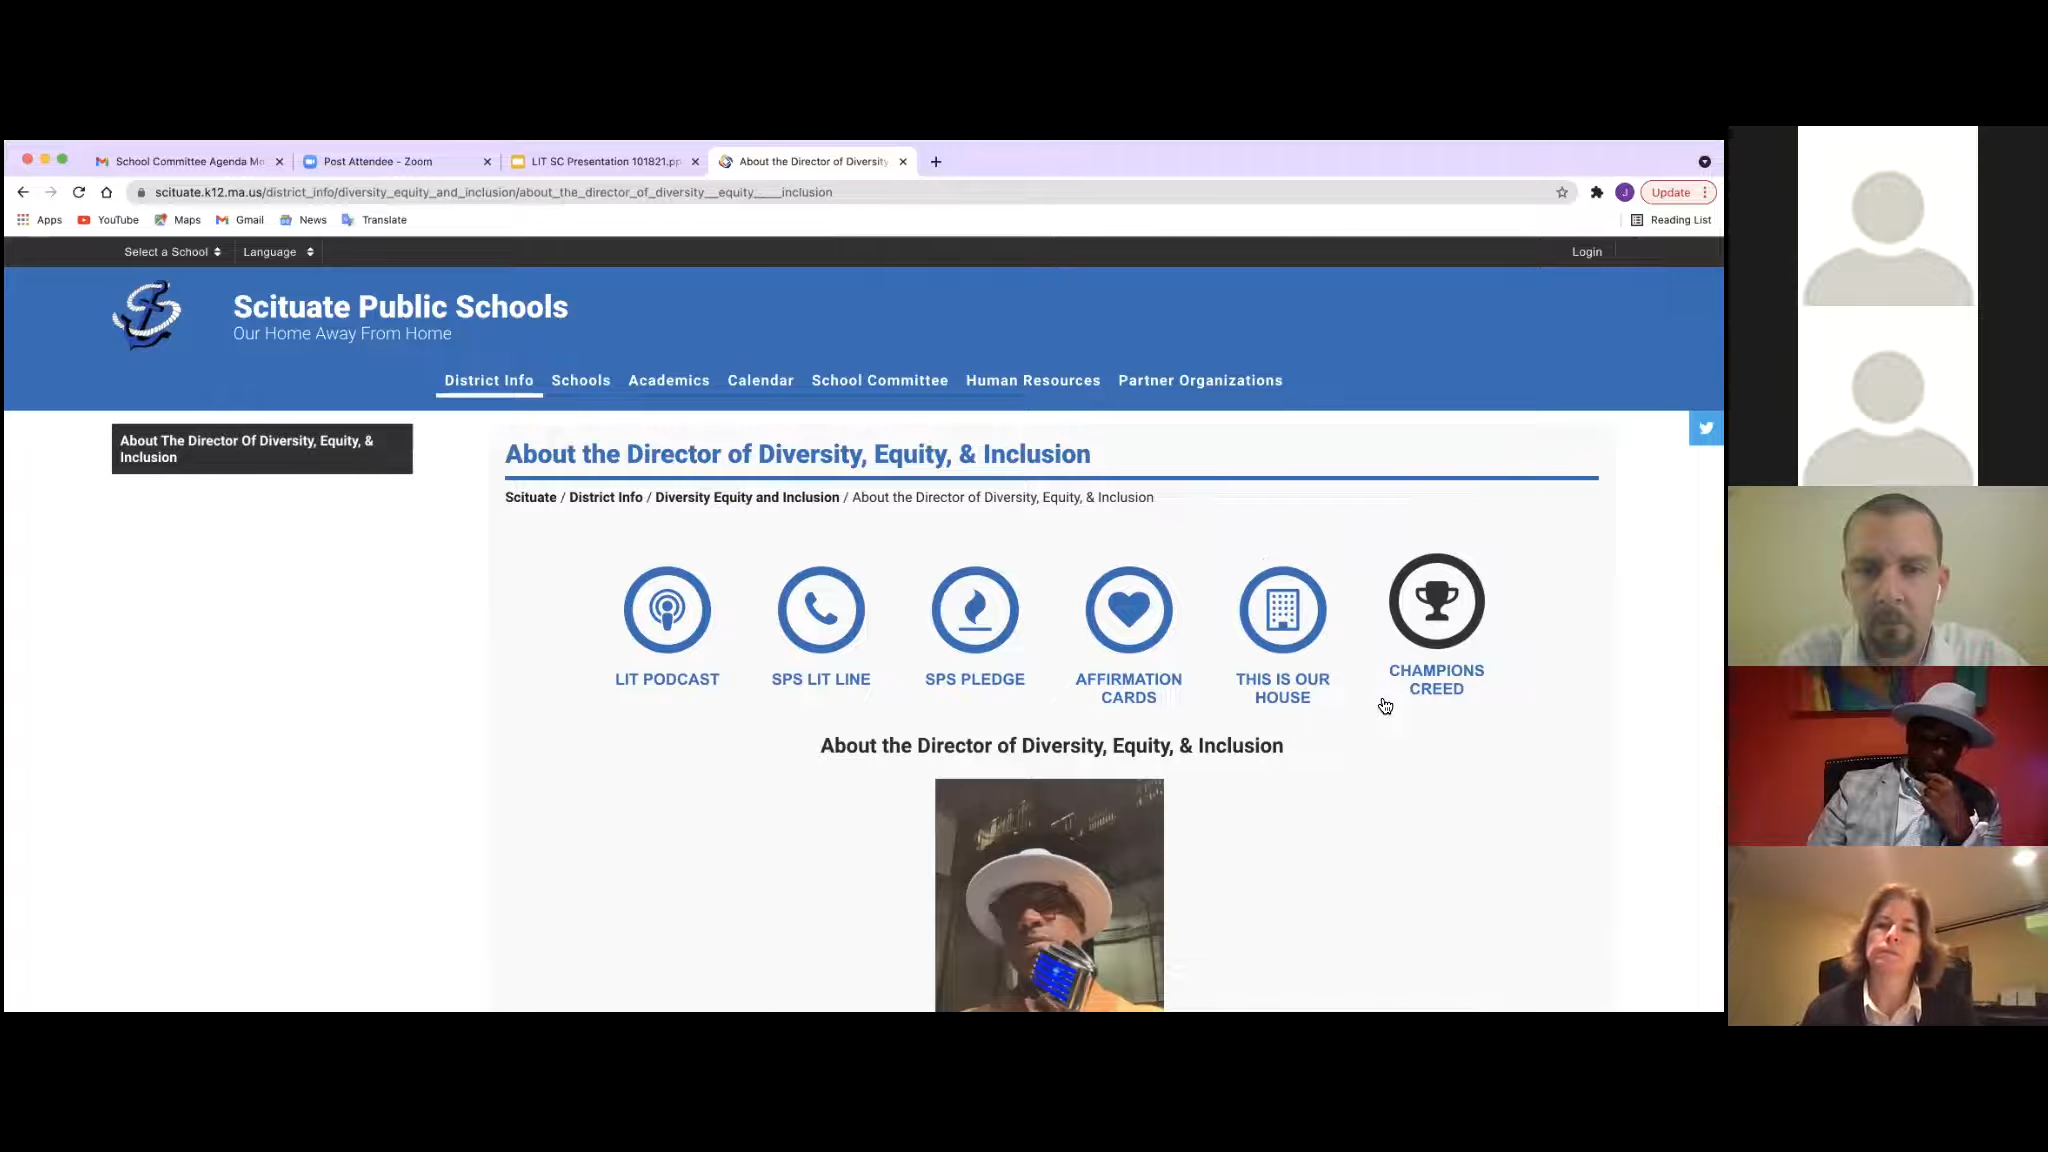 School Committee Agenda Mo
Post Attendee - Zoom
LIT SC Presentation 101821.pp
About the Director of Diversity
scituate.k12.ma.us/district_info/diversity_equity_and_inclusion/about_the_director_of_diversity__equity____inclusion
J
Update
Apps
YouTube
Maps
Gmail
News
Translate
Reading List
Select a School
Language
Login
Scituate Public Schools
Our Home Away From Home
District Info
Schools
Academics
Calendar
School Committee
Human Resources
Partner Organizations
About The Director Of Diversity, Equity, &
Inclusion
About the Director of Diversity, Equity, & Inclusion
Scituate / District Info / Diversity Equity and Inclusion / About the Director of Diversity, Equity, & Inclusion
LIT PODCAST
SPS LIT LINE
SPS PLEDGE
AFFIRMATION
CARDS
THIS IS OUR
HOUSE
CHAMPIONS
CREED
About the Director of Diversity, Equity, & Inclusion